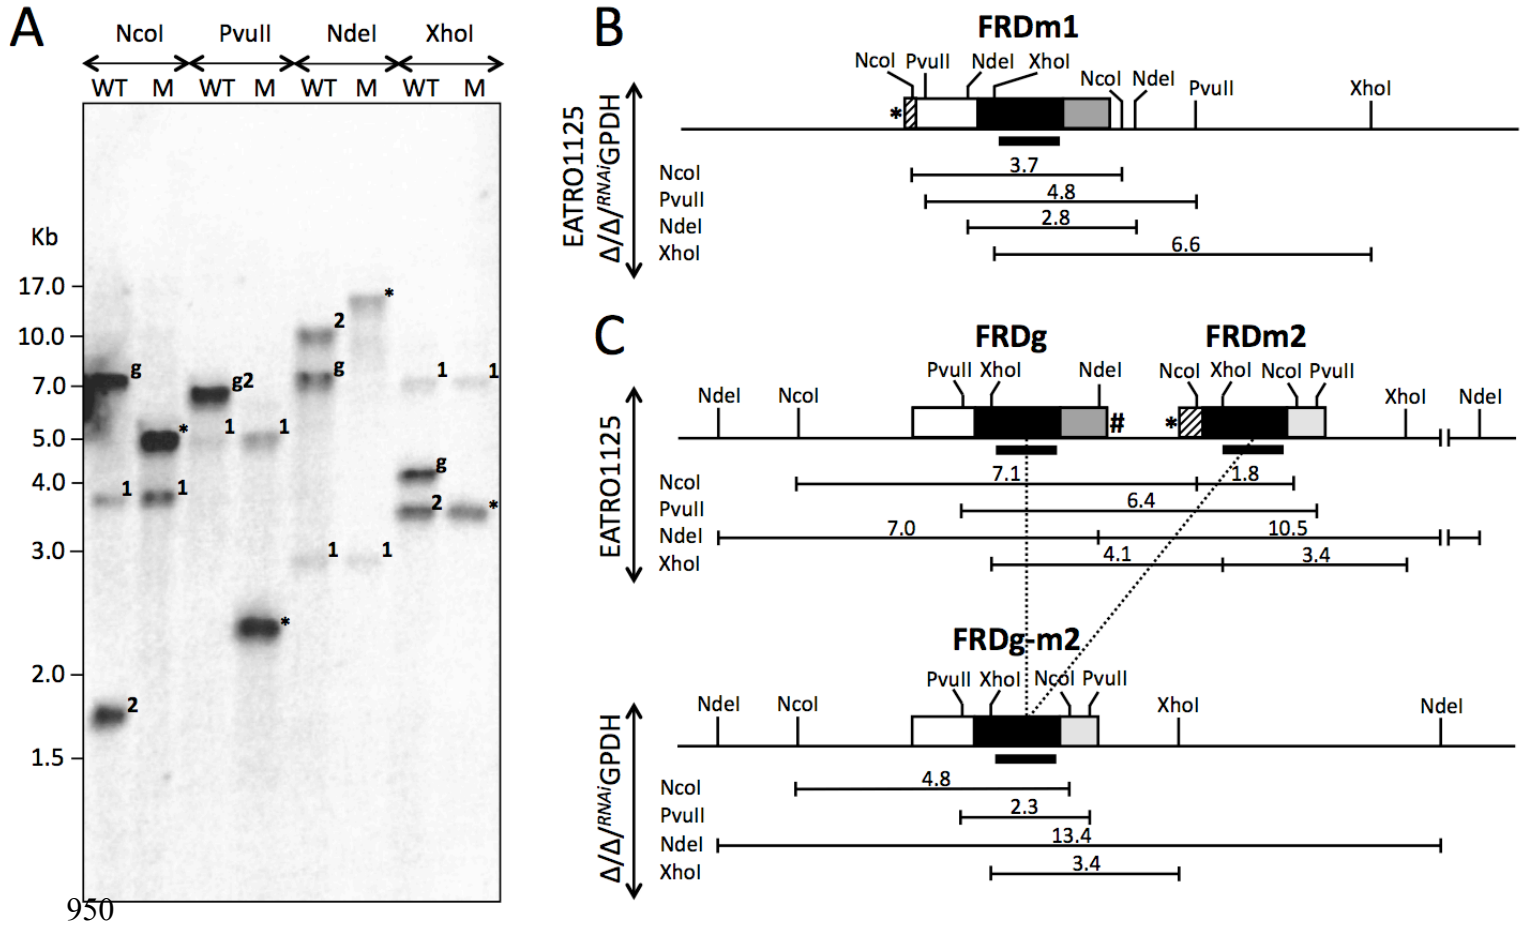 A
NcoI PvuII NdeI XhoI
WT M WT M WT M WT M
Kb
17.0
10.0
7.0
5.0
4.0
3.0
2.0
1.5
g
1
2
*
1
g2
1
1
*
2
g
1
*
1
1
g
2
1
*
950
B
EATRO1125
Δ/Δ/RNAiGPDH
FRDm1
NcoI PvuII NdeI XhoI NcoI NdeI PvuII XhoI
*
NcoI 3.7
PvuII 4.8
NdeI 2.8
XhoI 6.6
C
EATRO1125
FRDg FRDm2
NdeI NcoI PvuII XhoI NdeI NcoI XhoI NcoI PvuII XhoI NdeI
# *
NcoI 7.1 1.8
PvuII 6.4
NdeI 7.0 10.5
XhoI 4.1 3.4
Δ/Δ/RNAiGPDH
FRDg-m2
NdeI NcoI PvuII XhoI NcoI PvuII XhoI NdeI
NcoI 4.8
PvuII 2.3
NdeI 13.4
XhoI 3.4